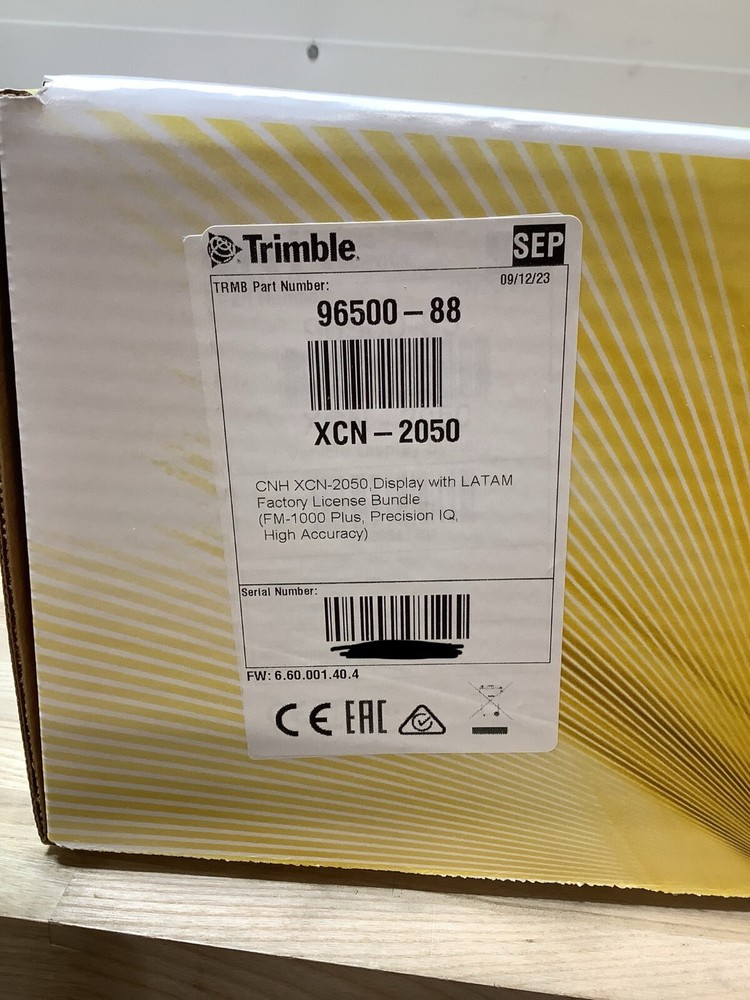 Trimble
SEP
TRMB Part Number:
09/12/23
96500-88
XCN-2050
CNH XCN-2050,Display with LATAM
Factory License Bundle
(FM-1000 Plus, Precision IQ,
High Accuracy)
Serial Number:
FW: 6.60.001.40.4
CE EAC